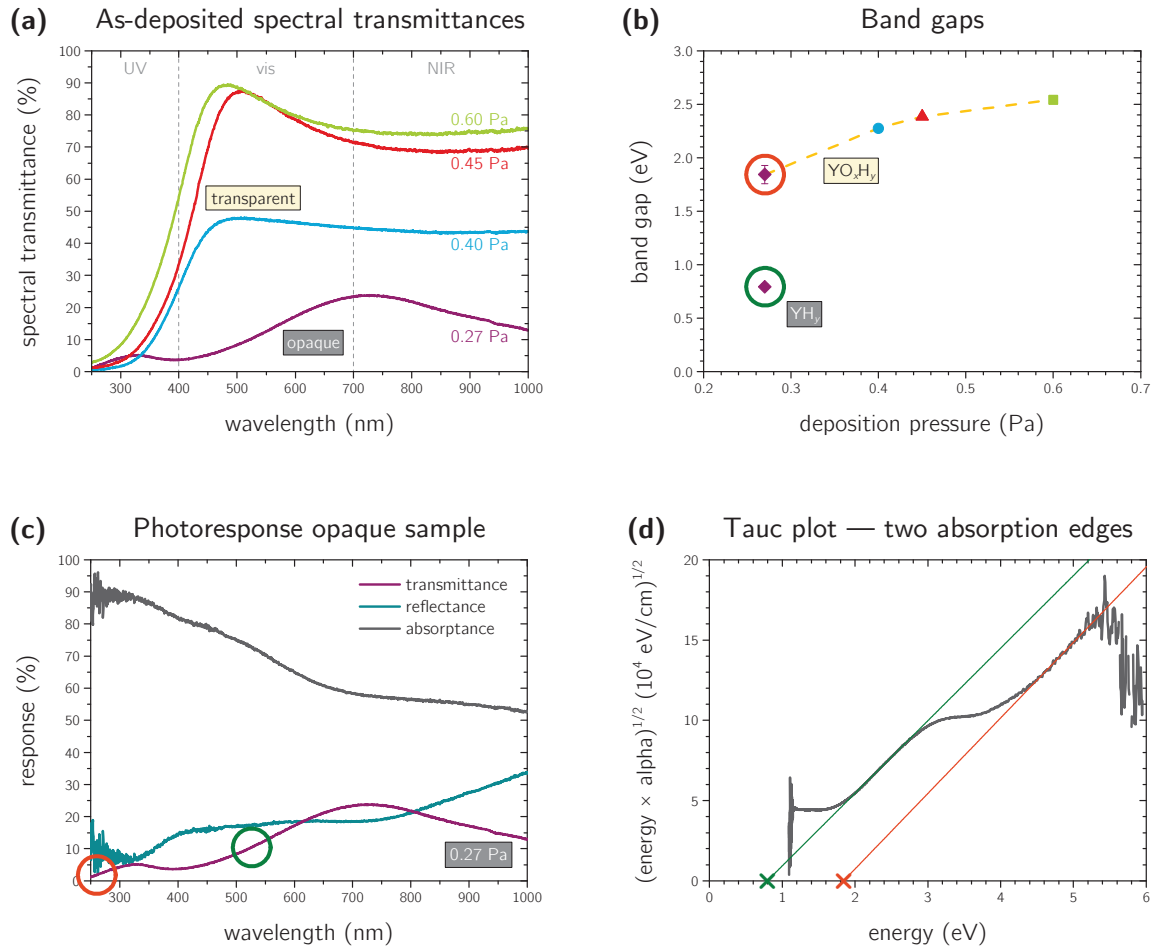 (a) As-deposited spectral transmittances
100
90
80
70
60
50
40
30
20
10
0
spectral transmittance (%)
UV vis NIR
0.60 Pa
0.45 Pa
transparent
0.40 Pa
opaque
0.27 Pa
300 400 500 600 700 800 900 1000
wavelength (nm)
(b) Band gaps
3.0
2.5
2.0
1.5
1.0
0.5
0.0
band gap (eV)
YOₓHᵧ
YHᵧ
0.2 0.3 0.4 0.5 0.6 0.7
deposition pressure (Pa)
(c) Photoresponse opaque sample
100
90
80
70
60
50
40
30
20
10
0
response (%)
transmittance
reflectance
absorptance
0.27 Pa
300 400 500 600 700 800 900 1000
wavelength (nm)
(d) Tauc plot — two absorption edges
20
15
10
5
0
(energy × alpha)^1/2 (10^4 eV/cm)^1/2
0 1 2 3 4 5 6
energy (eV)